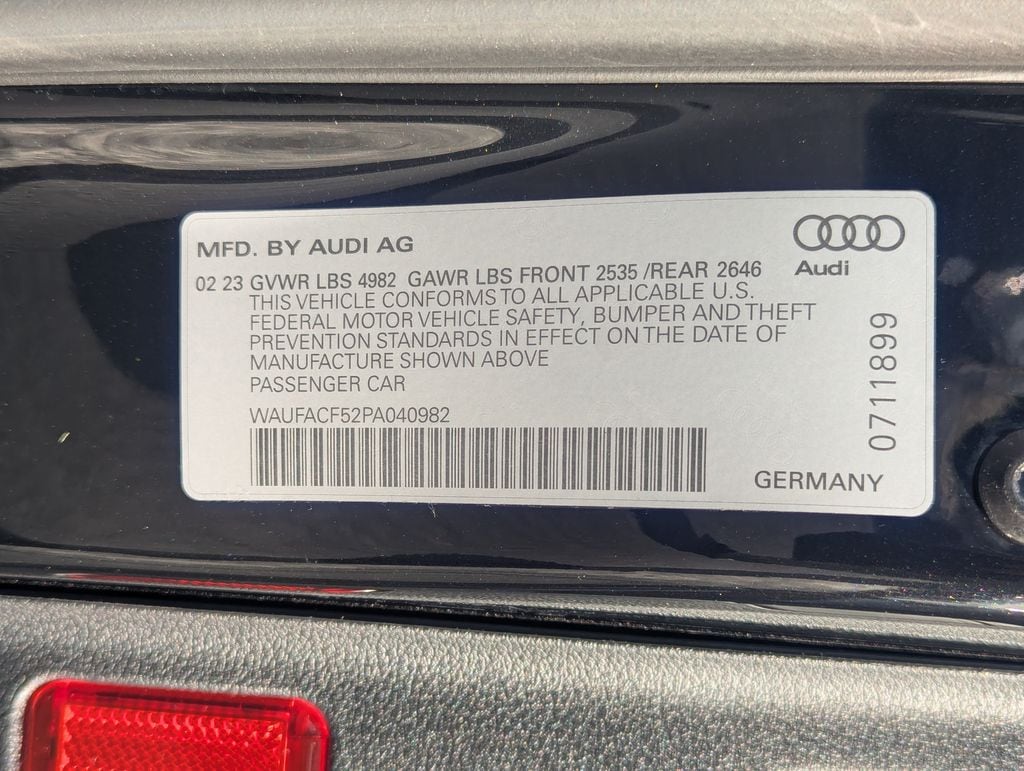 MFD. BY AUDI AG
Audi
02 23 GVWR LBS 4982 GAWR LBS FRONT 2535 /REAR 2646
THIS VEHICLE CONFORMS TO ALL APPLICABLE U.S.
FEDERAL MOTOR VEHICLE SAFETY, BUMPER AND THEFT
PREVENTION STANDARDS IN EFFECT ON THE DATE OF
MANUFACTURE SHOWN ABOVE
PASSENGER CAR
WAUFACF52PA040982
GERMANY
0711899